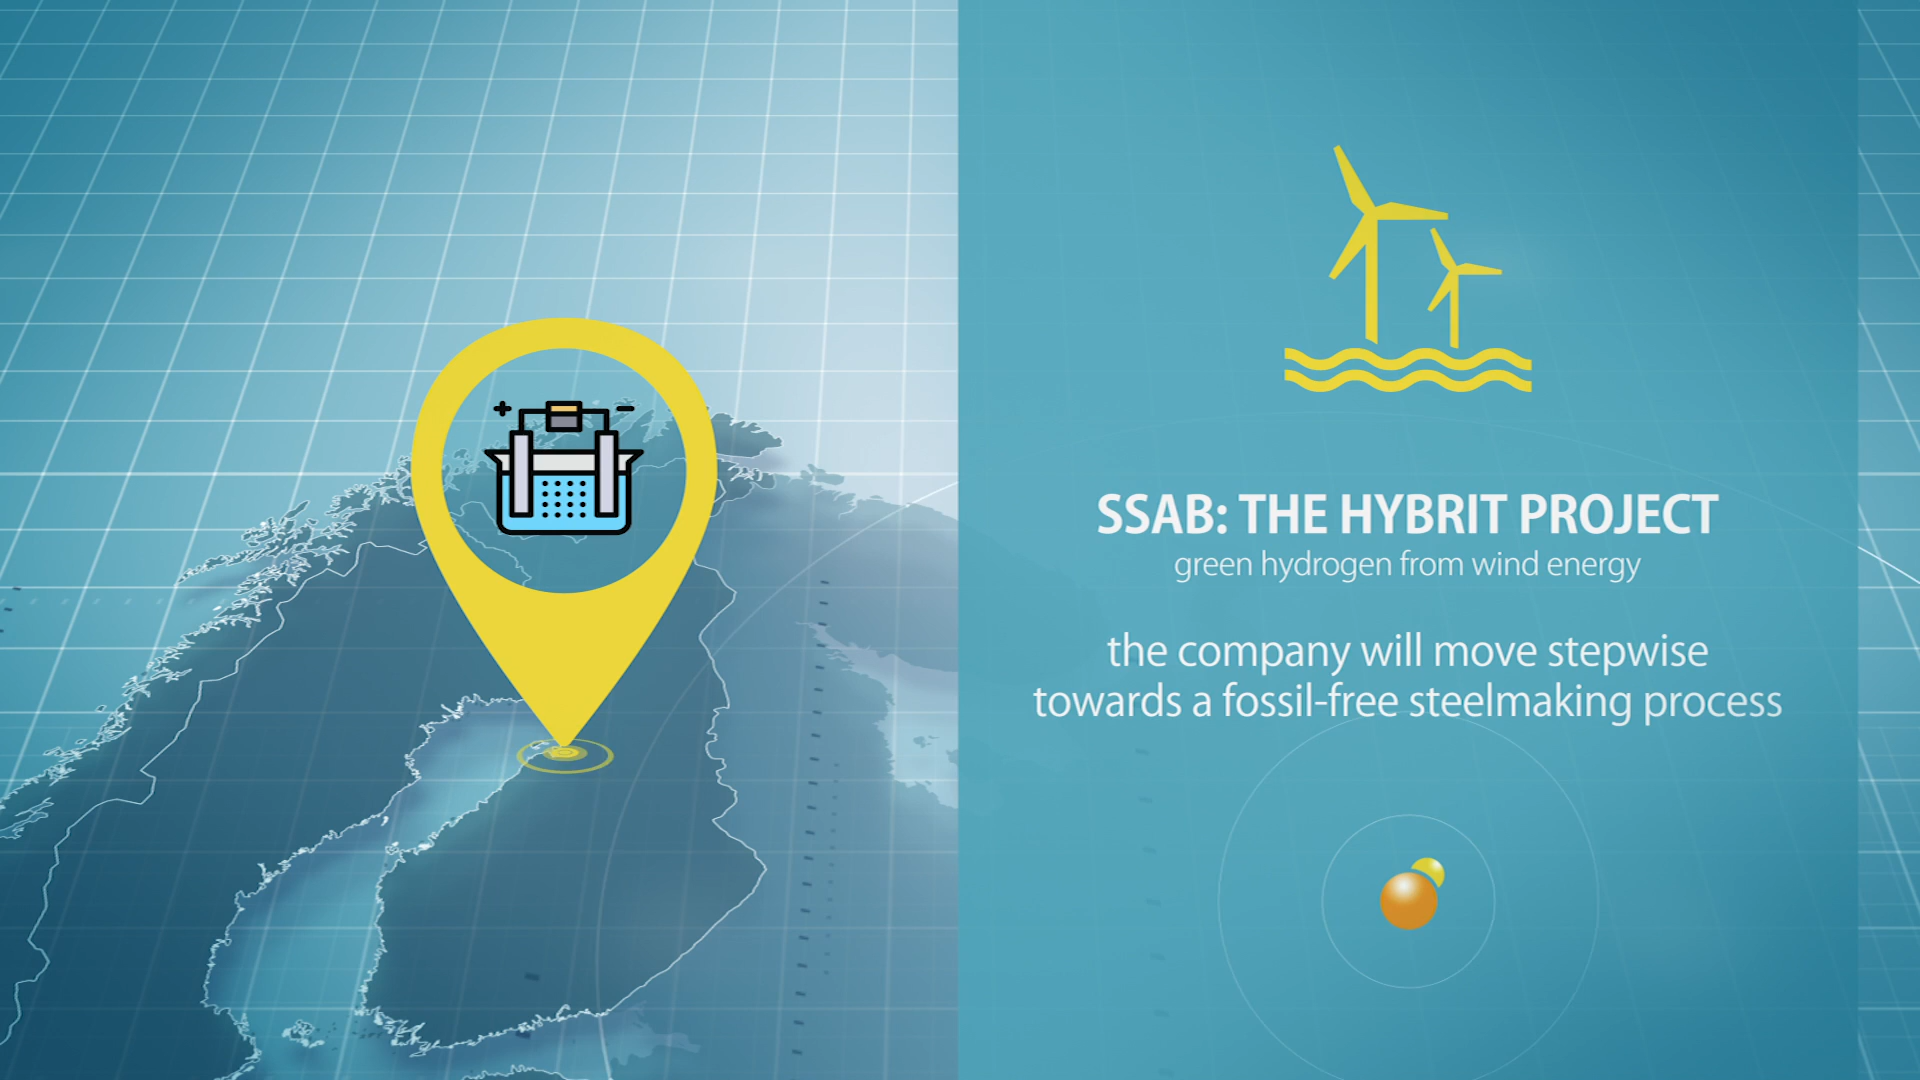 SSAB: THE HYBRIT PROJECT
green hydrogen from wind energy
the company will move stepwise
towards a fossil-free steelmaking process